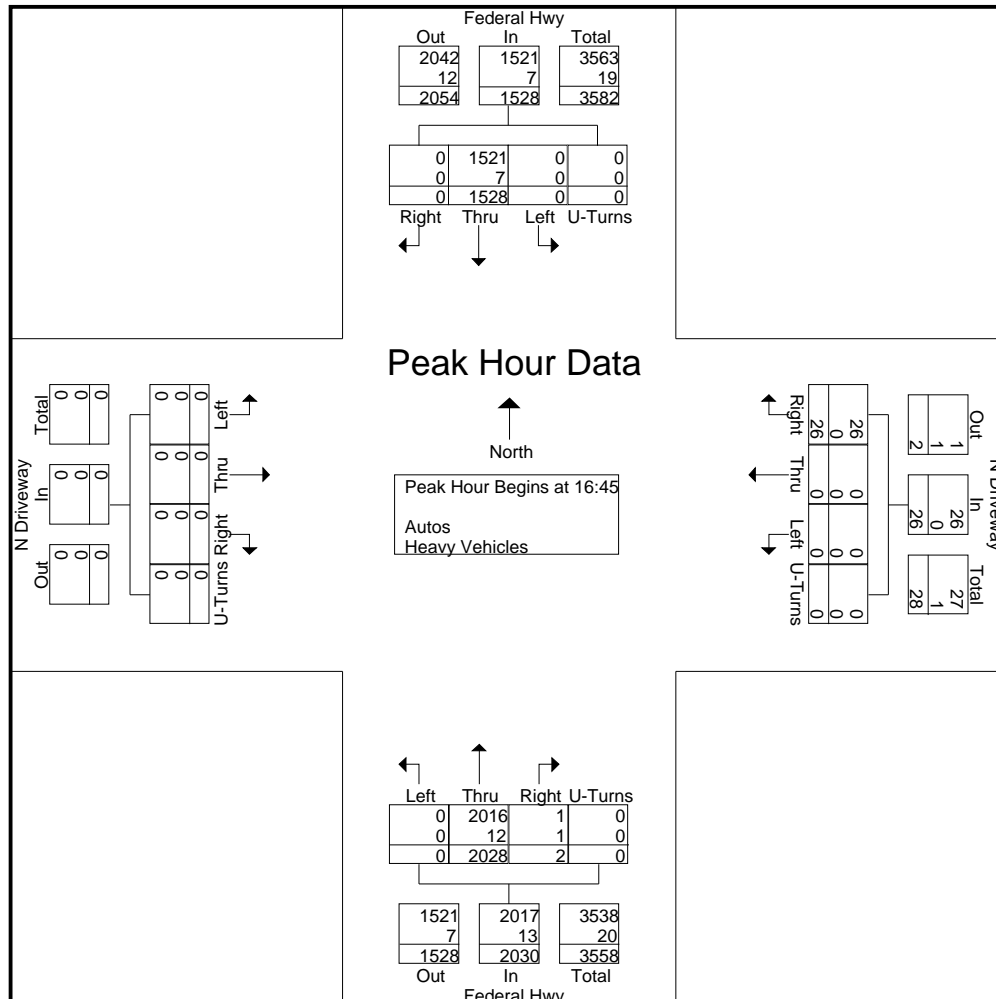 Federal Hwy
Out In Total
2042 1521 3563
12 7 19
2054 1528 3582
0 1521 0 0
0 7 0 0
0 1528 0 0
Right Thru Left U-Turns
Peak Hour Data
North
Peak Hour Begins at 16:45
Autos
Heavy Vehicles
N Driveway
Total In Out
0 0 0
0 0 0
0 0 0
Left Thru Right U-Turns
0 0 0 0
0 0 0 0
0 0 0 0
N Driveway
Out In Total
1 26 27
1 0 1
2 26 28
Right Thru Left U-Turns
26 0 0 0
0 0 0 0
26 0 0 0
Left Thru Right U-Turns
0 2016 1 0
0 12 1 0
0 2028 2 0
1521 2017 3538
7 13 20
1528 2030 3558
Out In Total
Federal Hwy